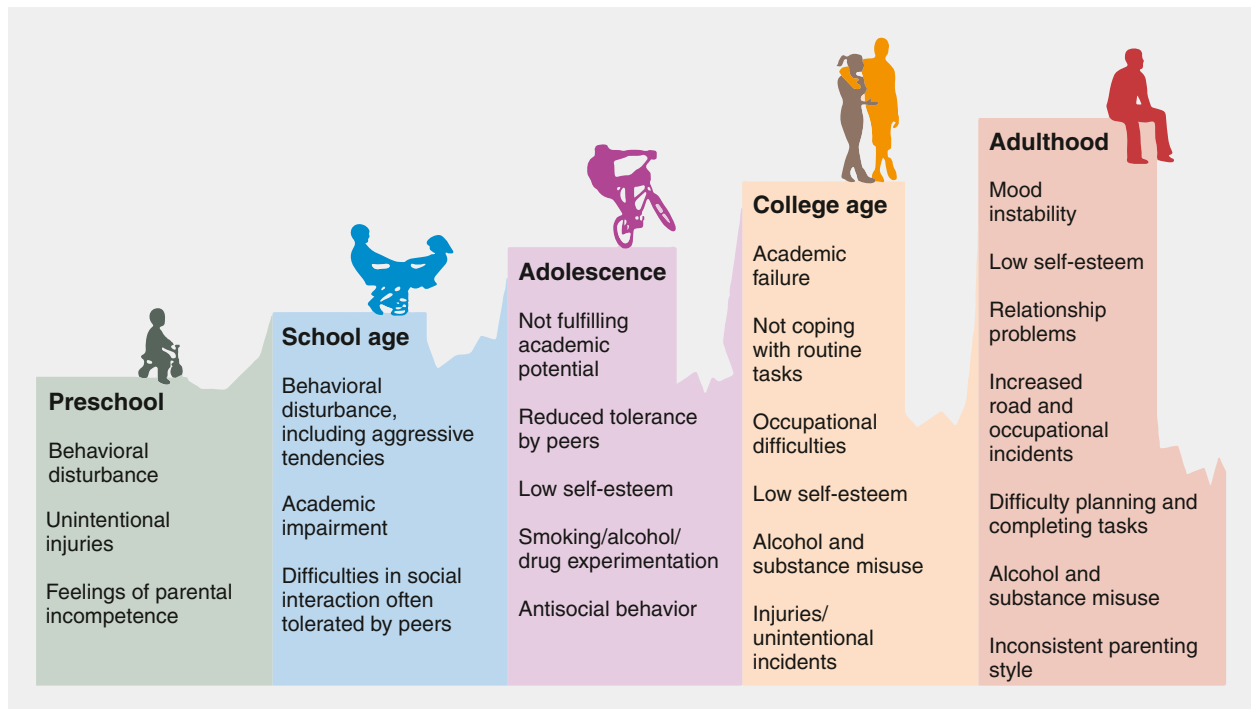 Preschool
Behavioral
disturbance
Unintentional
injuries
Feelings of parental
incompetence
School age
Behavioral
disturbance,
including aggressive
tendencies
Academic
impairment
Difficulties in social
interaction often
tolerated by peers
Adolescence
Not fulfilling
academic
potential
Reduced tolerance
by peers
Low self-esteem
Smoking/alcohol/
drug experimentation
Antisocial behavior
College age
Academic
failure
Not coping
with routine
tasks
Occupational
difficulties
Low self-esteem
Alcohol and
substance misuse
Injuries/
unintentional
incidents
Adulthood
Mood
instability
Low self-esteem
Relationship
problems
Increased
road and
occupational
incidents
Difficulty planning and
completing tasks
Alcohol and
substance misuse
Inconsistent parenting
style